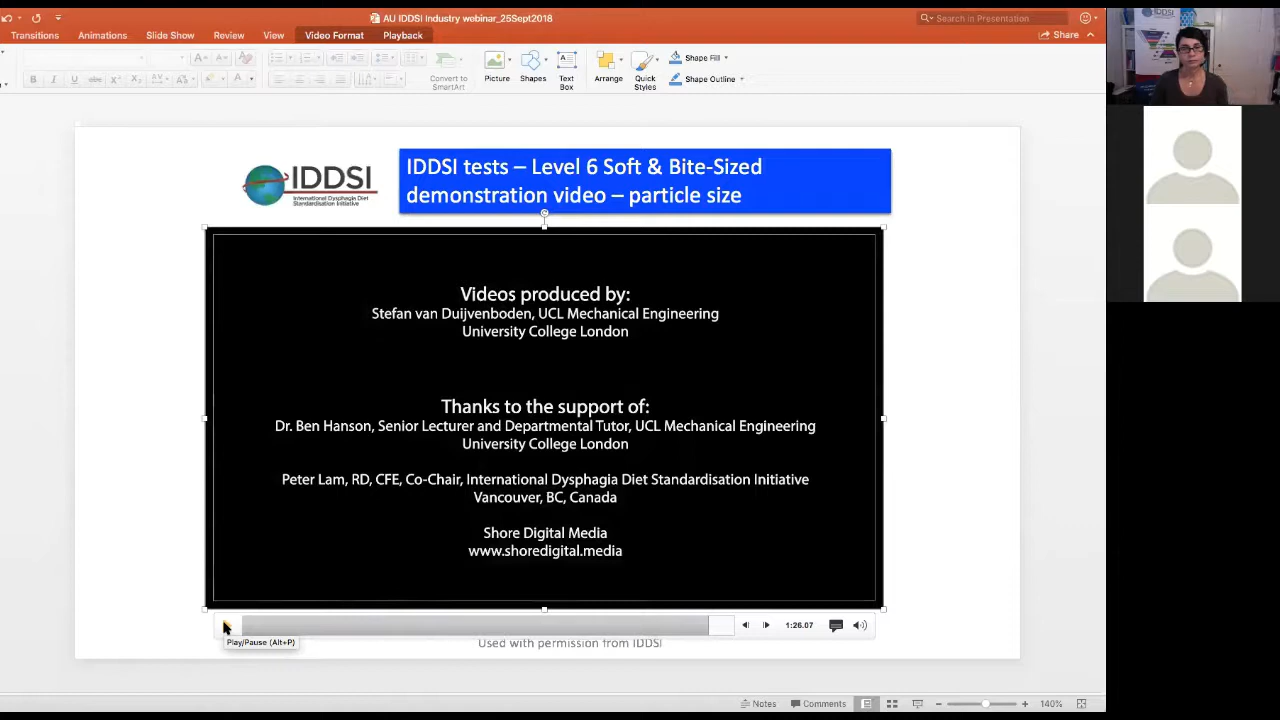 AU IDDSI Industry webinar_25Sept2018
Search in Presentation
Transitions
Animations
Slide Show
Review
View
Video Format
Playback
Share
Convert to
SmartArt
Picture
Shapes
Text
Box
Arrange
Quick
Styles
Shape Fill
Shape Outline
IDDSI
International Dysphagia Diet
Standardisation Initiative
IDDSI tests – Level 6 Soft & Bite-Sized
demonstration video – particle size
Videos produced by:
Stefan van Duijvenboden, UCL Mechanical Engineering
University College London
Thanks to the support of:
Dr. Ben Hanson, Senior Lecturer and Departmental Tutor, UCL Mechanical Engineering
University College London
Peter Lam, RD, CFE, Co-Chair, International Dysphagia Diet Standardisation Initiative
Vancouver, BC, Canada
Shore Digital Media
www.shoredigital.media
1:26.07
Play/Pause (Alt+P)
Used with permission from IDDSI
Notes
Comments
140%